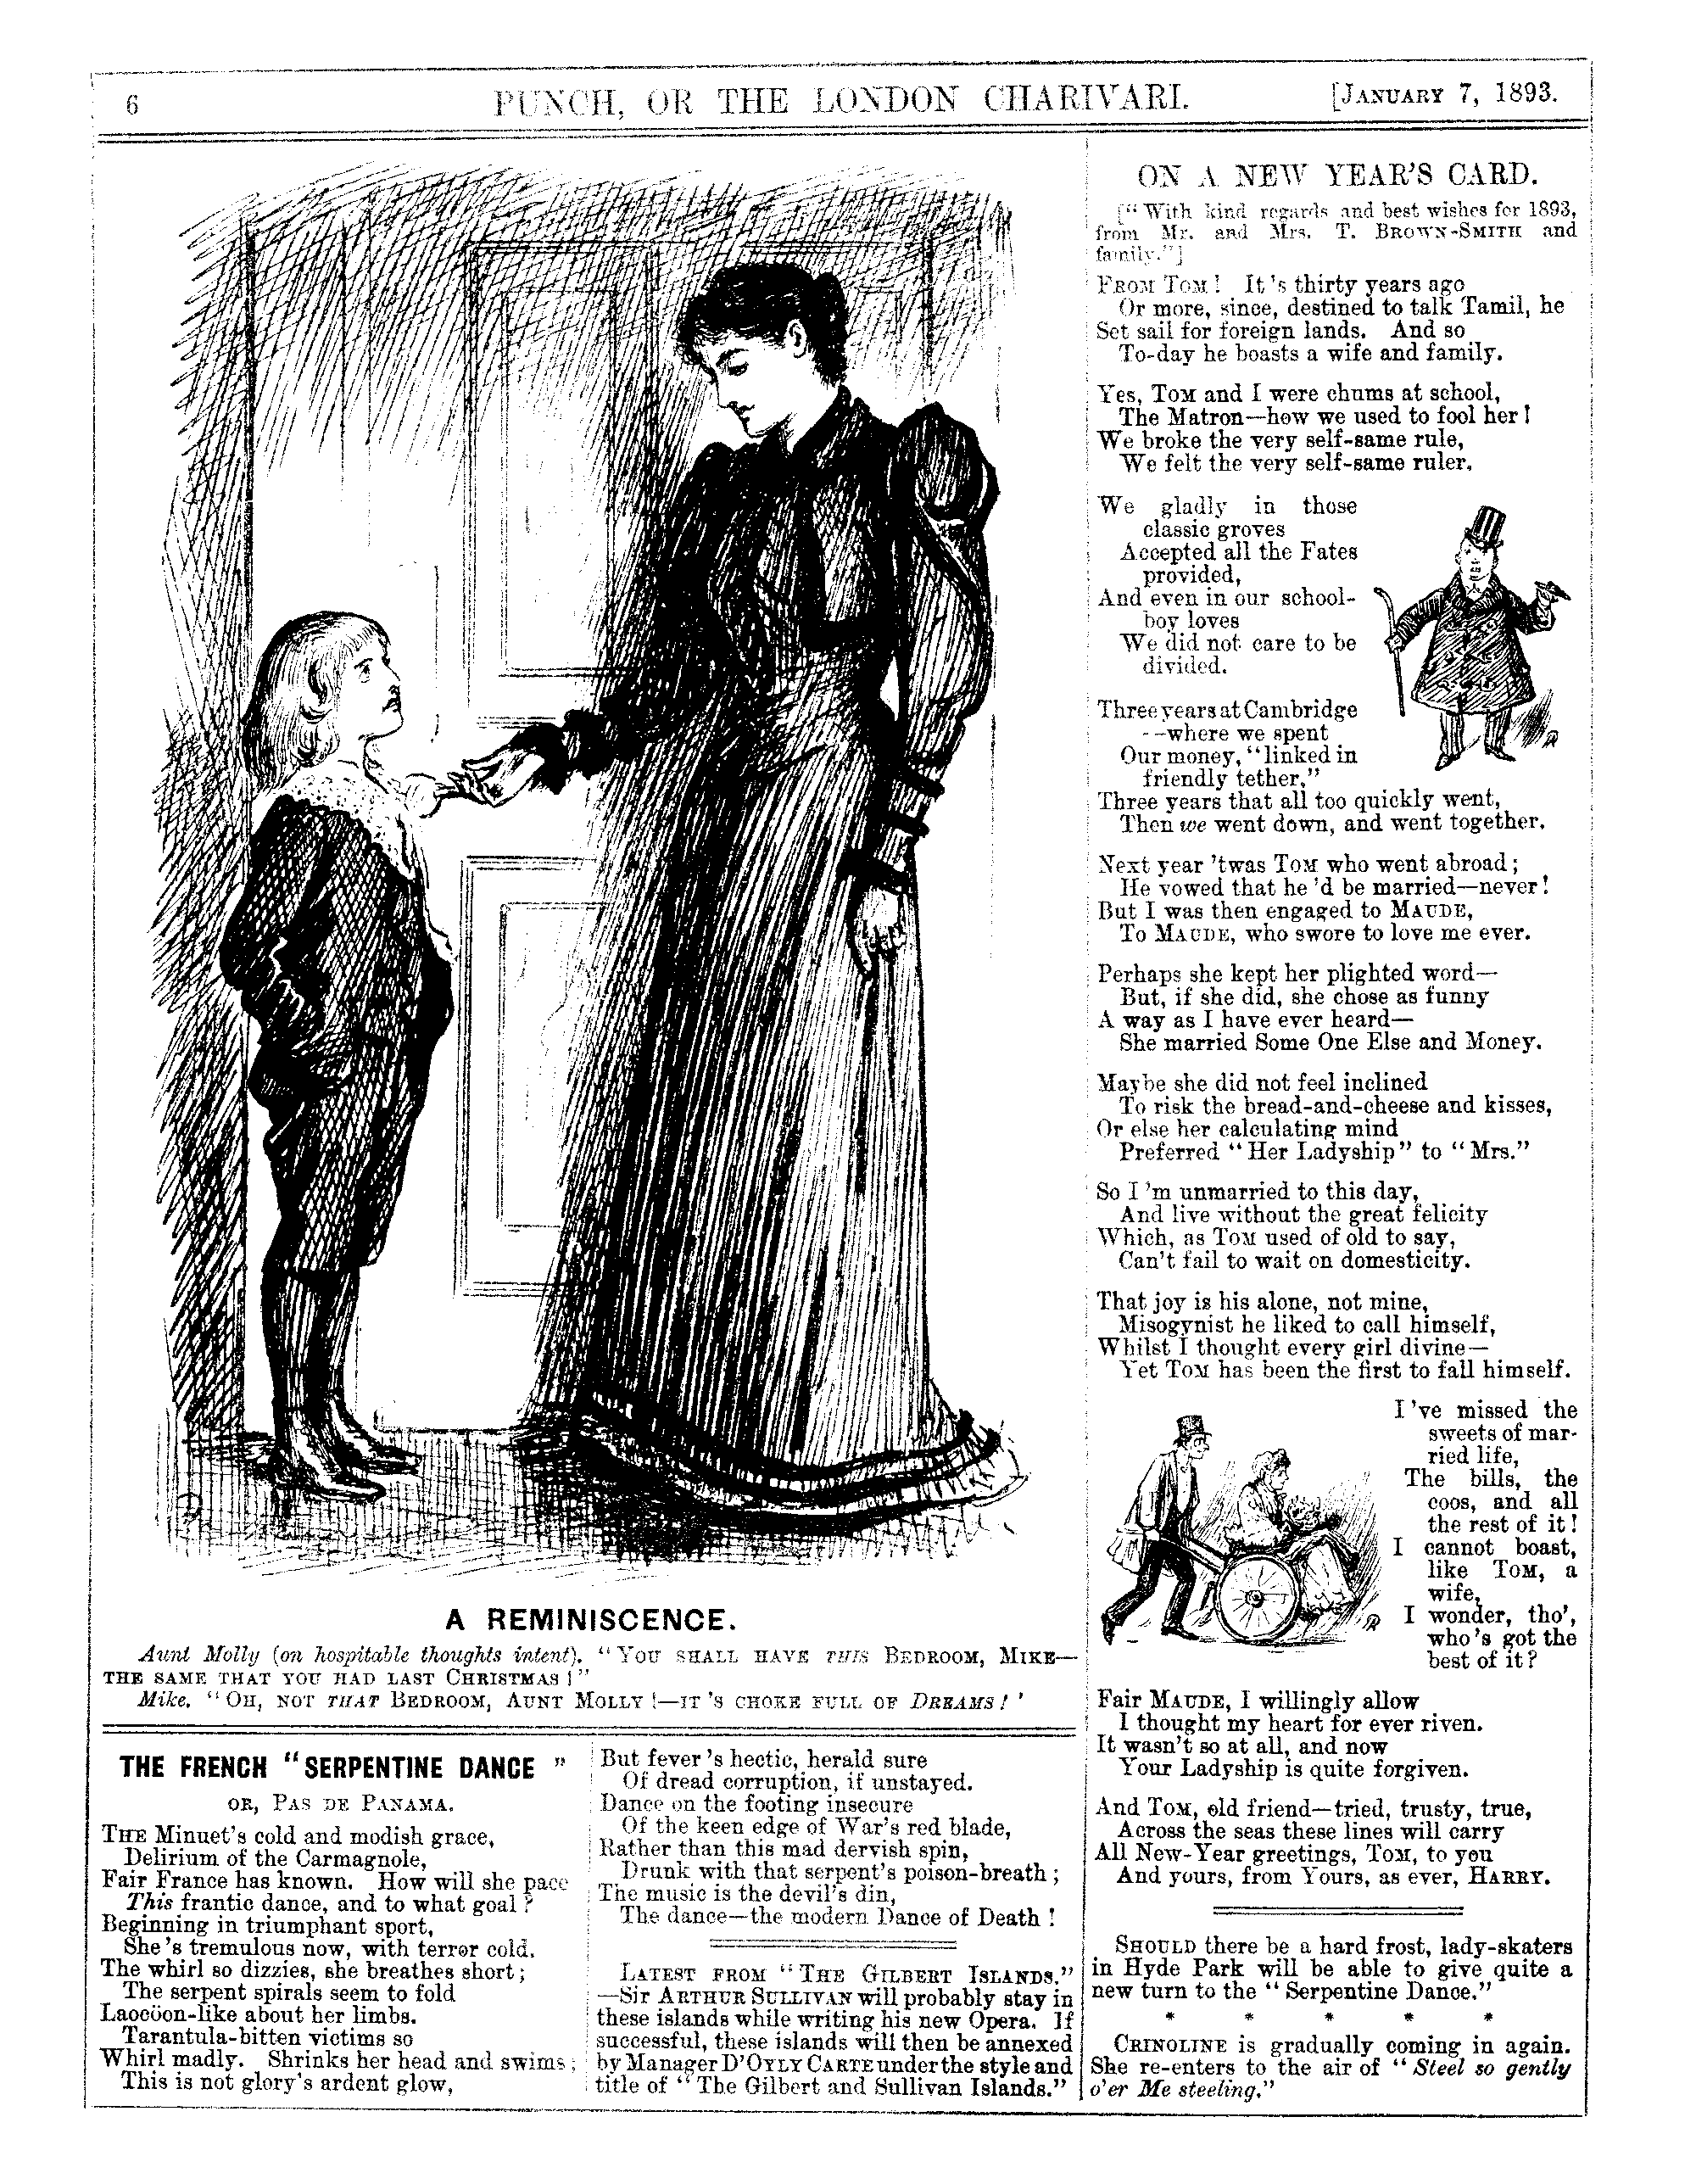 6
PUNCH, OR THE LONDON CHARIVARI.
[JANUARY 7, 1893.
A REMINISCENCE.
Aunt Molly (on hospitable thoughts intent). "YOU SHALL HAVE THIS BEDROOM, MIKE—
THE SAME THAT YOU HAD LAST CHRISTMAS!"
Mike. "OH, NOT THAT BEDROOM, AUNT MOLLY!—IT'S CHOKE FULL OF DREAMS!'
THE FRENCH "SERPENTINE DANCE"
OR, PAS DE PANAMA.
THE Minuet's cold and modish grace,
Delirium of the Carmagnole,
Fair France has known. How will she pace
This frantic dance, and to what goal?
Beginning in triumphant sport,
She's tremulous now, with terror cold.
The whirl so dizzies, she breathes short;
The serpent spirals seem to fold
Laocöon-like about her limbs.
Tarantula-bitten victims so
Whirl madly. Shrinks her head and swims;
This is not glory's ardent glow,
But fever's hectic, herald sure
Of dread corruption, if unstayed.
Dance on the footing insecure
Of the keen edge of War's red blade,
Rather than this mad dervish spin,
Drunk with that serpent's poison-breath;
The music is the devil's din,
The dance—the modern Dance of Death!
LATEST FROM "THE GILBERT ISLANDS."
—Sir ARTHUR SULLIVAN will probably stay in
these islands while writing his new Opera. If
successful, these islands will then be annexed
by Manager D'OYLY CARTE under the style and
title of "The Gilbert and Sullivan Islands."
ON A NEW YEAR'S CARD.
["With kind regards and best wishes for 1893,
from Mr. and Mrs. T. BROWN-SMITH and
family."]
FROM TOM! It's thirty years ago
Or more, since, destined to talk Tamil, he
Set sail for foreign lands. And so
To-day he boasts a wife and family.
Yes, TOM and I were chums at school,
The Matron—how we used to fool her!
We broke the very self-same rule,
We felt the very self-same ruler.
We gladly in those
classic groves
Accepted all the Fates
provided,
And even in our school-
boy loves
We did not care to be
divided.
Three years at Cambridge
--where we spent
Our money, "linked in
friendly tether,"
Three years that all too quickly went,
Then we went down, and went together.
Next year 'twas TOM who went abroad;
He vowed that he'd be married—never!
But I was then engaged to MAUDE,
To MAUDE, who swore to love me ever.
Perhaps she kept her plighted word—
But, if she did, she chose as funny
A way as I have ever heard—
She married Some One Else and Money.
Maybe she did not feel inclined
To risk the bread-and-cheese and kisses,
Or else her calculating mind
Preferred "Her Ladyship" to "Mrs."
So I'm unmarried to this day,
And live without the great felicity
Which, as TOM used of old to say,
Can't fail to wait on domesticity.
That joy is his alone, not mine,
Misogynist he liked to call himself,
Whilst I thought every girl divine—
Yet TOM has been the first to fall himself.
I've missed the
sweets of mar-
ried life,
The bills, the
coos, and all
the rest of it!
I cannot boast,
like TOM, a
wife,
I wonder, tho',
who's got the
best of it?
Fair MAUDE, I willingly allow
I thought my heart for ever riven.
It wasn't so at all, and now
Your Ladyship is quite forgiven.
And TOM, old friend—tried, trusty, true,
Across the seas these lines will carry
All New-Year greetings, TOM, to you
And yours, from Yours, as ever, HARRY.
SHOULD there be a hard frost, lady-skaters
in Hyde Park will be able to give quite a
new turn to the "Serpentine Dance."
* * * * *
CRINOLINE is gradually coming in again.
She re-enters to the air of "Steel so gently
o'er Me steeling."